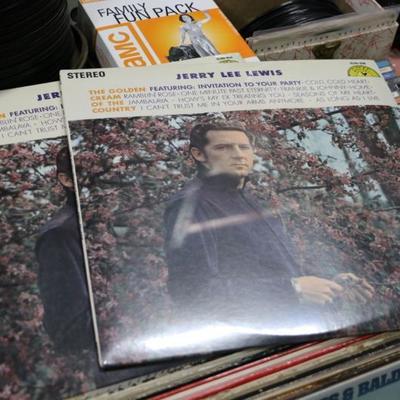 FAMILY
FUN PACK
AMC
STEREO
JERRY LEE LEWIS
THE GOLDEN FEATURING: INVITATION TO YOUR PARTY · COLD, COLD HEART ·
CREAM RAMBLIN' ROSE · ONE MINUTE PAST ETERNITY · FRANKIE & JOHNNY · HOME ·
OF THE JAMBALAYA · HOW'S MY EX TREATING YOU · SEASONS OF MY HEART ·
COUNTRY I CAN'T TRUST ME IN YOUR ARMS ANYMORE · AS LONG AS I LIVE
JER
FEATURING:
RAMBLIN' ROSE · ONE
JAMBALAYA · HOW
I CAN'T TRUST M
& BAL